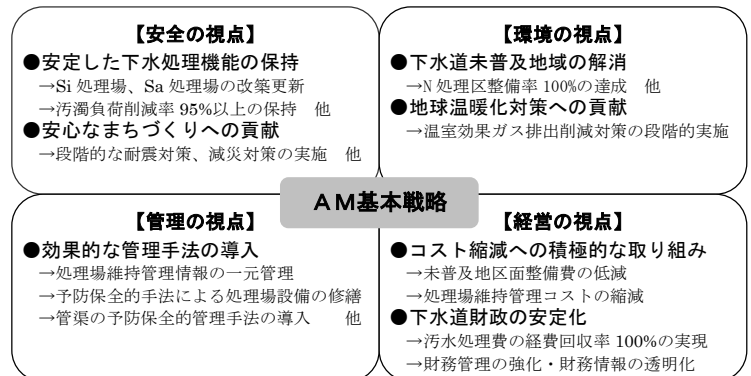 【安全の視点】
●安定した下水処理機能の保持
→Si 処理場、Sa 処理場の改築更新
→汚濁負荷削減率 95%以上の保持　他
●安心なまちづくりへの貢献
→段階的な耐震対策、減災対策の実施　他
【環境の視点】
●下水道未普及地域の解消
→N 処理区整備率 100%の達成　他
●地球温暖化対策への貢献
→温室効果ガス排出削減対策の段階的実施
ＡＭ基本戦略
【管理の視点】
●効果的な管理手法の導入
→処理場維持管理情報の一元管理
→予防保全的手法による処理場設備の修繕
→管渠の予防保全的管理手法の導入　他
【経営の視点】
●コスト縮減への積極的な取り組み
→未普及地区面整備費の低減
→処理場維持管理コストの縮減
●下水道財政の安定化
→汚水処理費の経費回収率 100%の実現
→財務管理の強化・財務情報の透明化